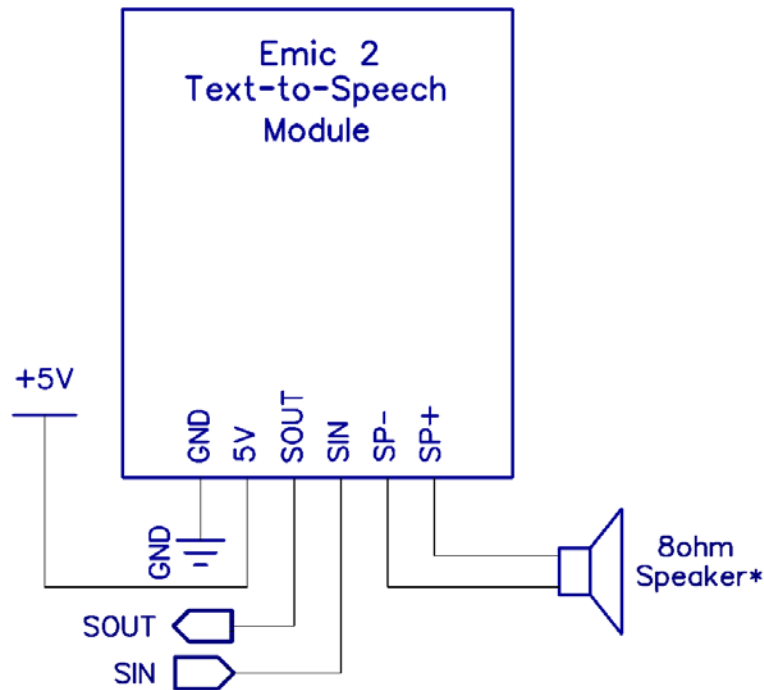 Emic 2
Text-to-Speech
Module
+5V
GND
5V
SOUT
SIN
SP-
SP+
GND
8ohm
Speaker*
SOUT
SIN